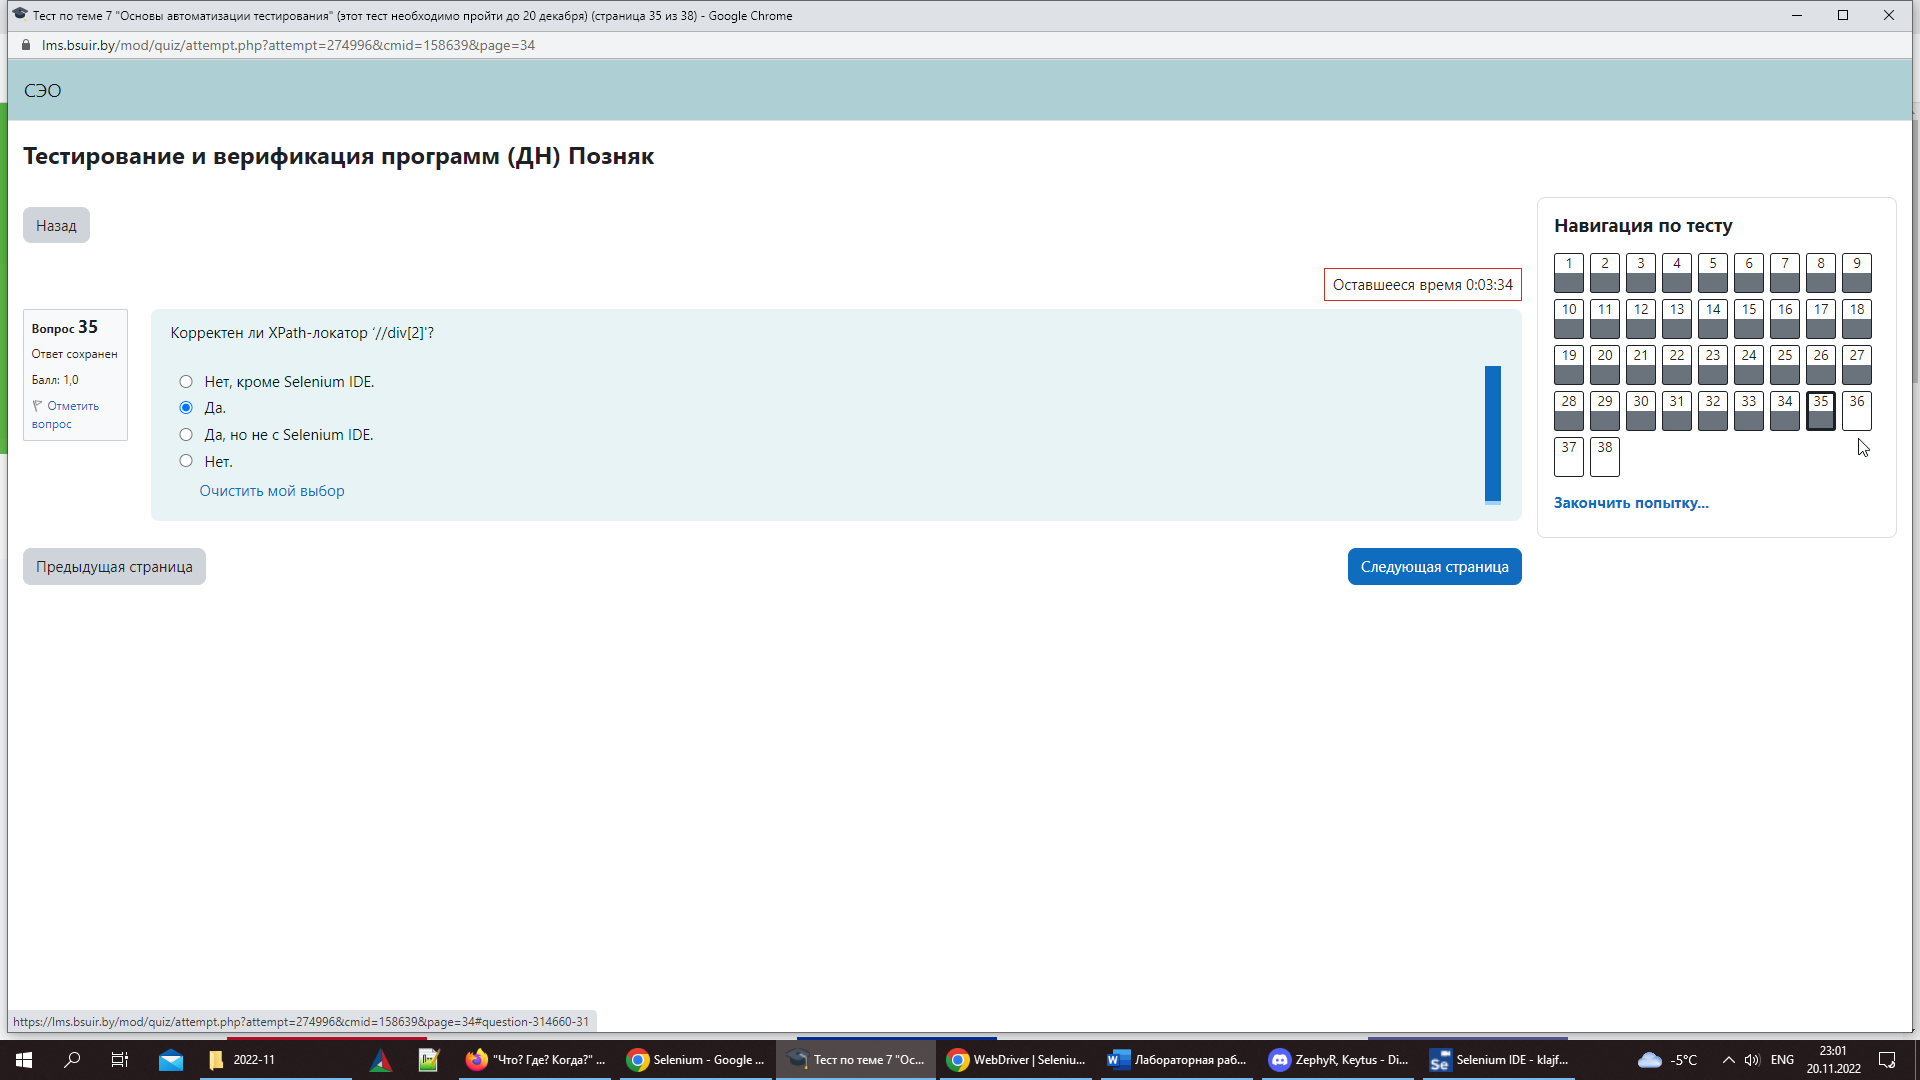 Тест по теме 7 "Основы автоматизации тестирования" (этот тест необходимо пройти до 20 декабря) (страница 35 из 38) - Google Chrome
lms.bsuir.by/mod/quiz/attempt.php?attempt=274996&cmid=158639&page=34
СЭО
Тестирование и верификация программ (ДН) Позняк
Назад
Оставшееся время 0:03:34
Вопрос 35
Ответ сохранен
Балл: 1,0
Отметить
вопрос
Корректен ли XPath-локатор ‘//div[2]’?
Нет, кроме Selenium IDE.
Да.
Да, но не с Selenium IDE.
Нет.
Очистить мой выбор
Предыдущая страница
Следующая страница
Навигация по тесту
1 2 3 4 5 6 7 8 9
10 11 12 13 14 15 16 17 18
19 20 21 22 23 24 25 26 27
28 29 30 31 32 33 34 35 36
37 38
Закончить попытку...
https://lms.bsuir.by/mod/quiz/attempt.php?attempt=274996&cmid=158639&page=34#question-314660-31
2022-11
"Что? Где? Когда?" ...
Selenium - Google ...
Тест по теме 7 "Ос...
WebDriver | Seleniu...
Лабораторная раб...
ZephyR, Keytus - Di...
Se
Selenium IDE - klajf...
-5°C
ENG
23:01
20.11.2022